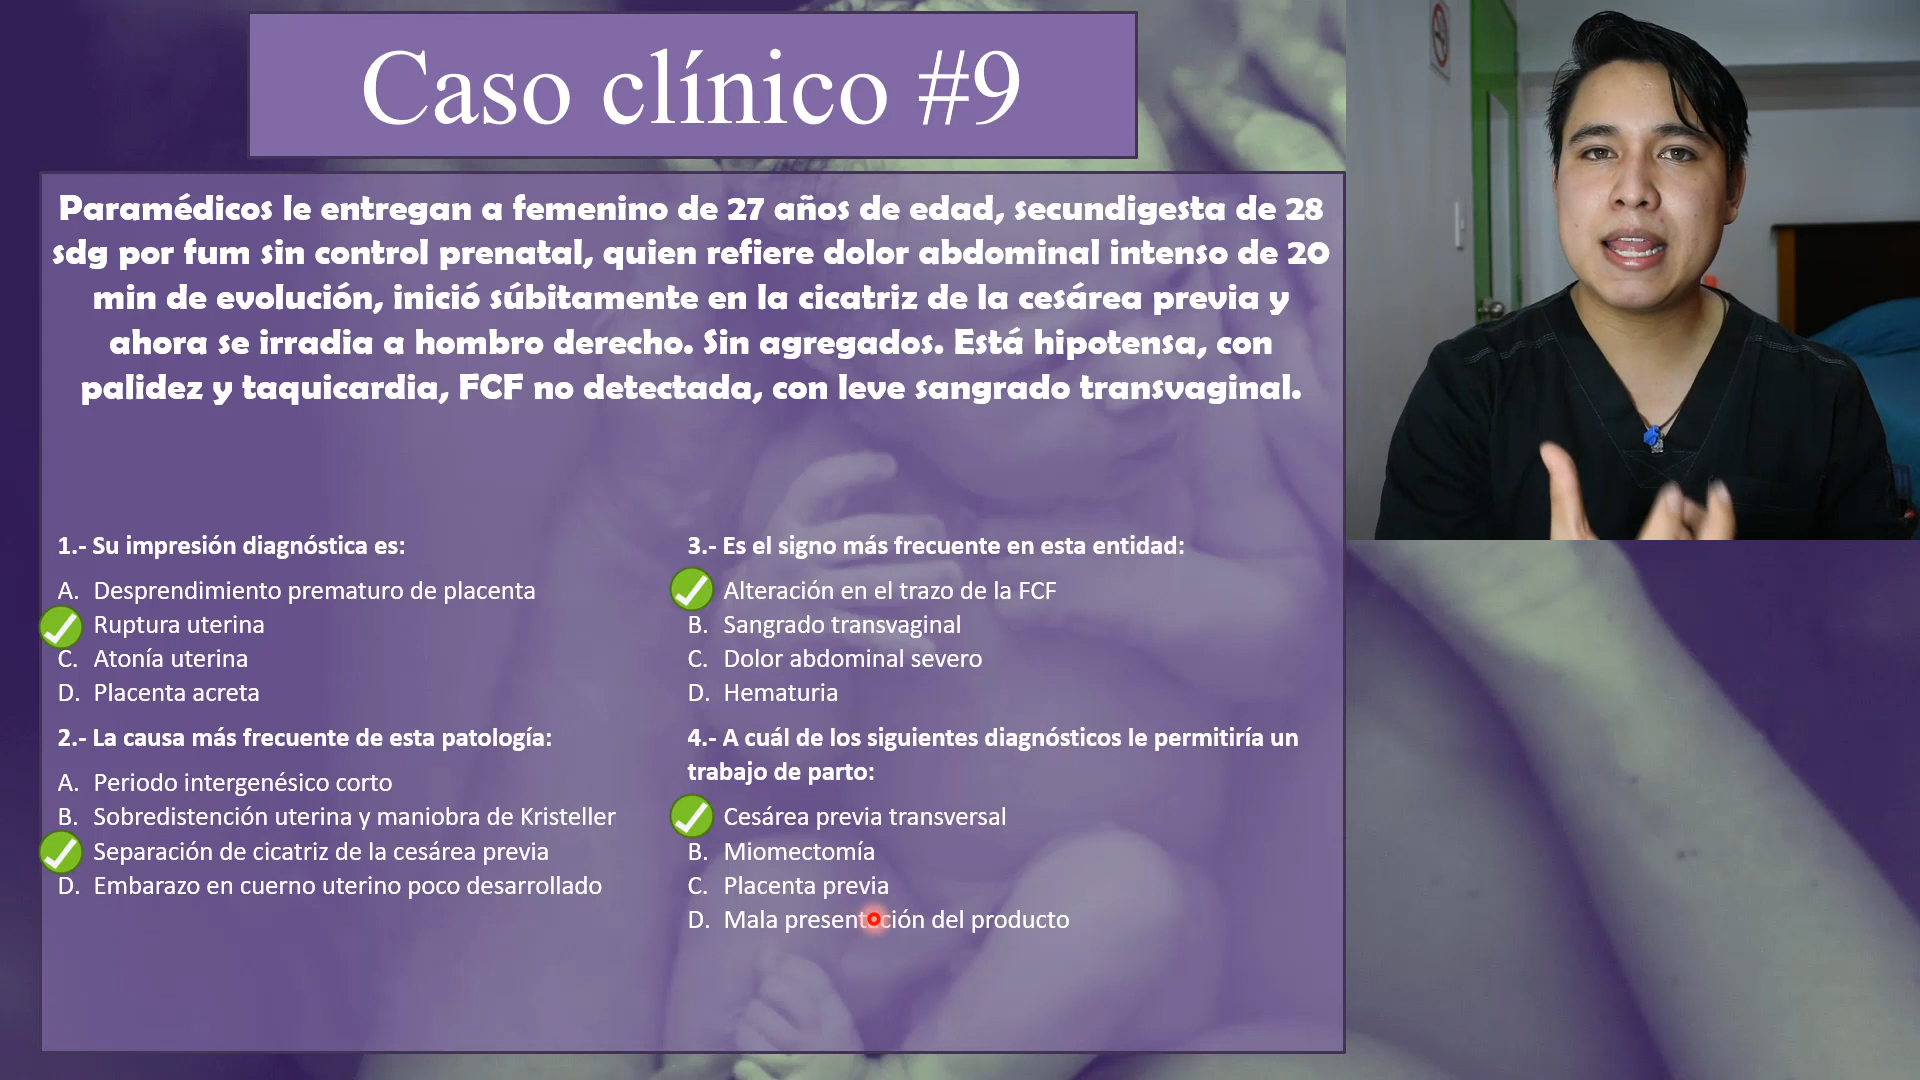 Caso clínico #9
Paramédicos le entregan a femenino de 27 años de edad, secundigesta de 28
sdg por fum sin control prenatal, quien refiere dolor abdominal intenso de 20
min de evolución, inició súbitamente en la cicatriz de la cesárea previa y
ahora se irradia a hombro derecho. Sin agregados. Está hipotensa, con
palidez y taquicardia, FCF no detectada, con leve sangrado transvaginal.
1.- Su impresión diagnóstica es:
A. Desprendimiento prematuro de placenta
Ruptura uterina
C. Atonía uterina
D. Placenta acreta
2.- La causa más frecuente de esta patología:
A. Periodo intergenésico corto
B. Sobredistención uterina y maniobra de Kristeller
Separación de cicatriz de la cesárea previa
D. Embarazo en cuerno uterino poco desarrollado
3.- Es el signo más frecuente en esta entidad:
Alteración en el trazo de la FCF
B. Sangrado transvaginal
C. Dolor abdominal severo
D. Hematuria
4.- A cuál de los siguientes diagnósticos le permitiría un
trabajo de parto:
Cesárea previa transversal
B. Miomectomía
C. Placenta previa
D. Mala presentación del producto